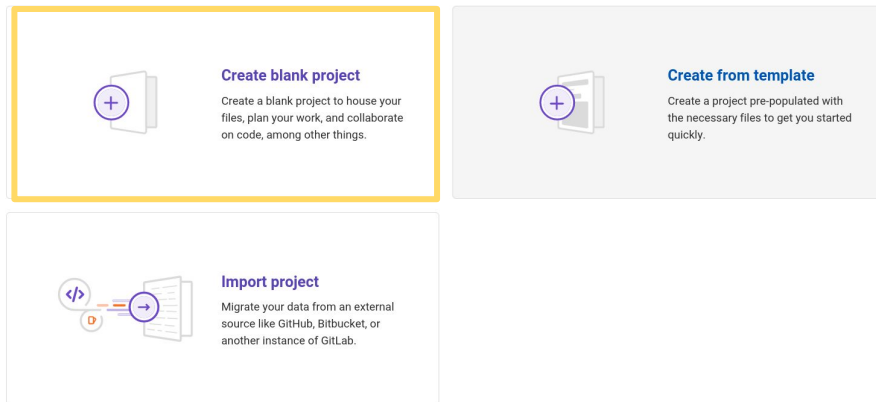 Create blank project
Create a blank project to house your
files, plan your work, and collaborate
on code, among other things.
Create from template
Create a project pre-populated with
the necessary files to get you started
quickly.
Import project
Migrate your data from an external
source like GitHub, Bitbucket, or
another instance of GitLab.